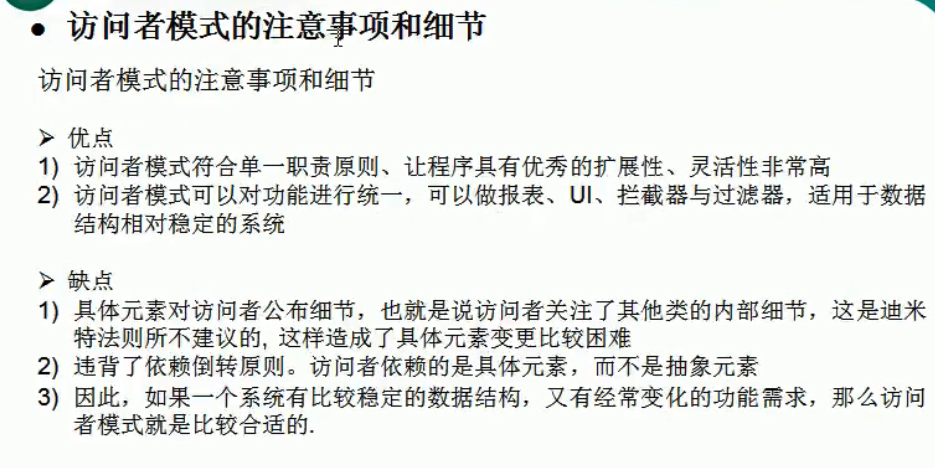 ● 访问者模式的注意事项和细节
访问者模式的注意事项和细节
➢ 优点
1) 访问者模式符合单一职责原则、让程序具有优秀的扩展性、灵活性非常高
2) 访问者模式可以对功能进行统一，可以做报表、UI、拦截器与过滤器，适用于数据
结构相对稳定的系统
➢ 缺点
1) 具体元素对访问者公布细节，也就是说访问者关注了其他类的内部细节，这是迪米
特法则所不建议的, 这样造成了具体元素变更比较困难
2) 违背了依赖倒转原则。访问者依赖的是具体元素，而不是抽象元素
3) 因此，如果一个系统有比较稳定的数据结构，又有经常变化的功能需求，那么访问
者模式就是比较合适的.